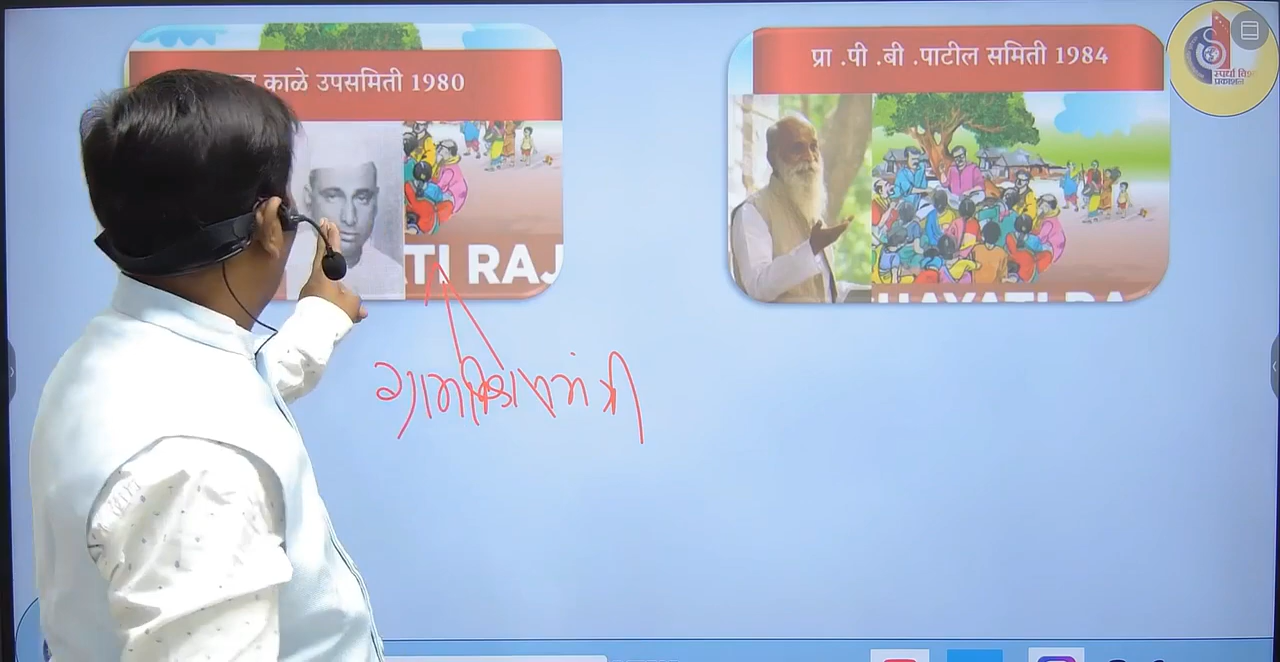 काळे उपसमिती 1980
TI RAJ
प्रा .पी .बी .पाटील समिती 1984
स्पर्धा विश्व
प्रकाशन
ग्रामविकासमंत्री